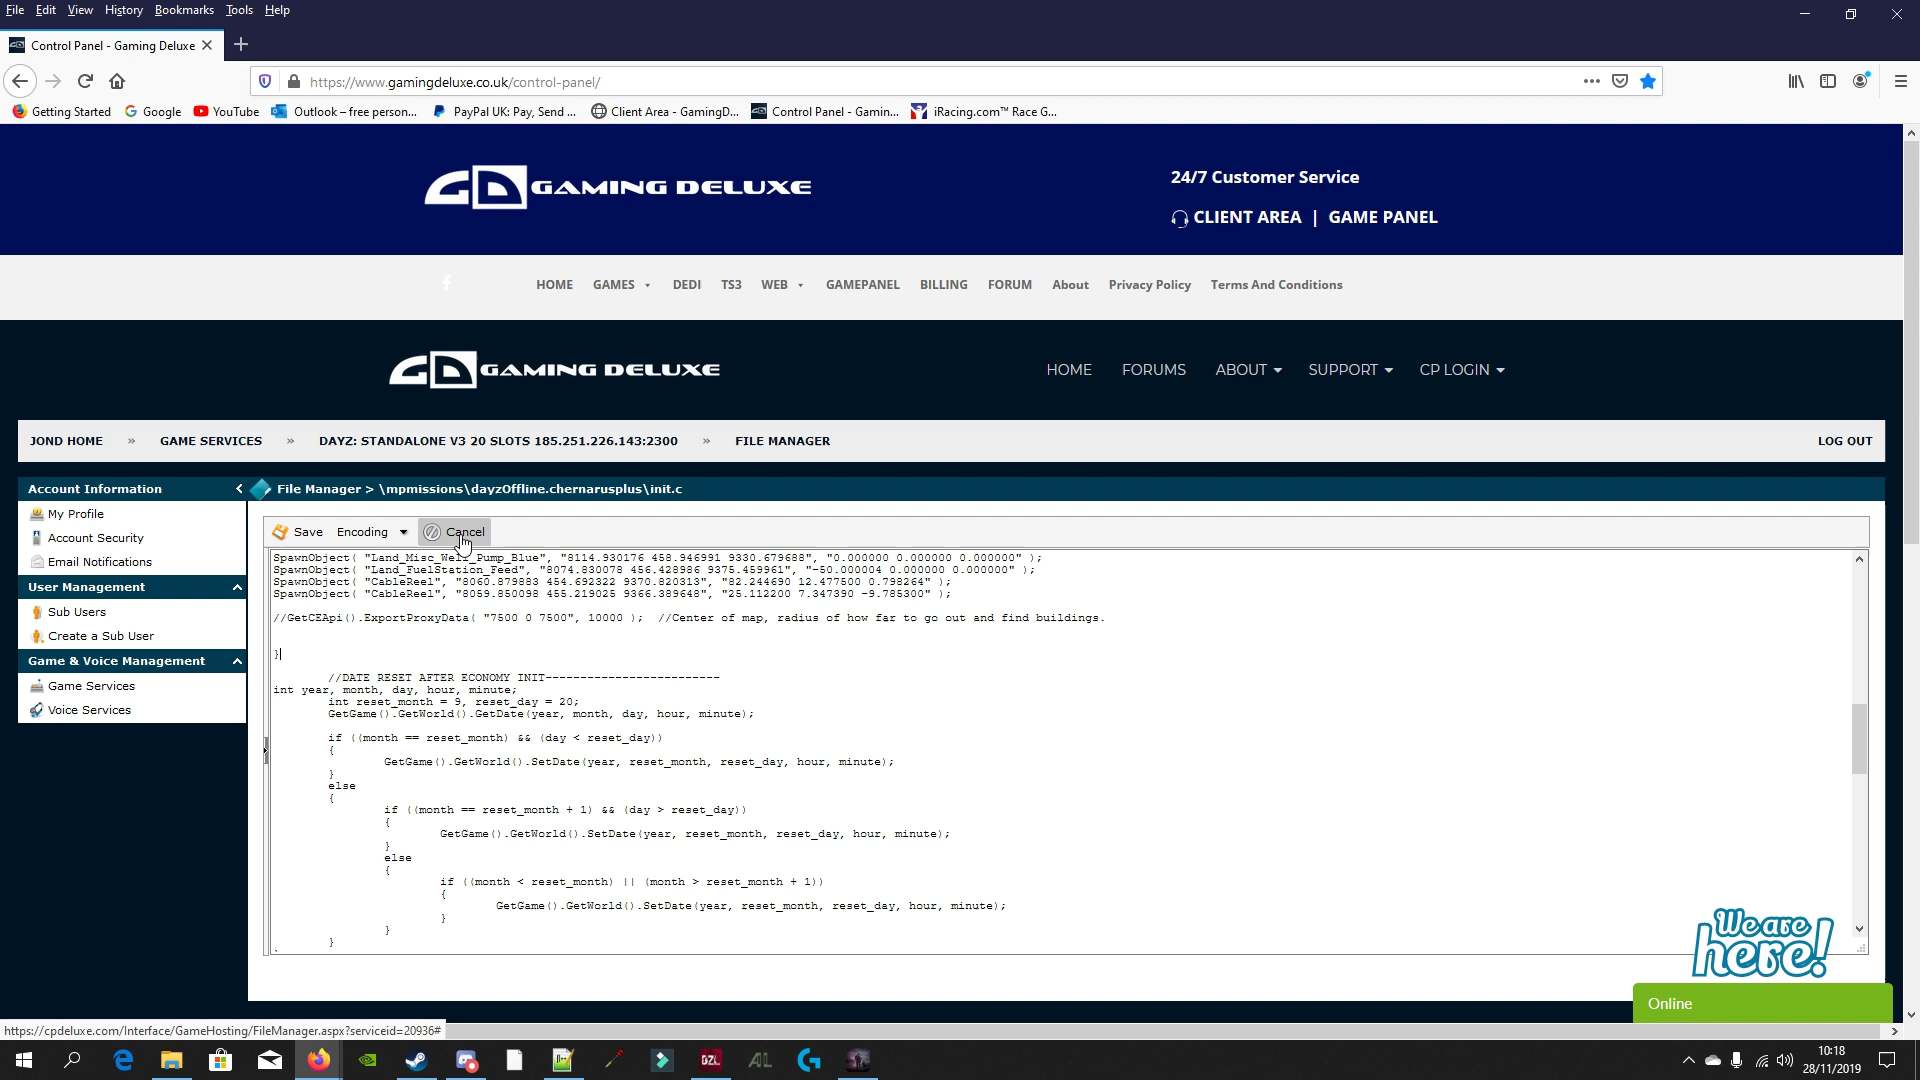 File Edit View History Bookmarks Tools Help
Control Panel - Gaming Deluxe
https://www.gamingdeluxe.co.uk/control-panel/
Getting Started Google YouTube Outlook – free person... PayPal UK: Pay, Send ... Client Area - GamingD... Control Panel - Gamin... iRacing.com™ Race G...
GD GAMING DELUXE
24/7 Customer Service
CLIENT AREA | GAME PANEL
HOME GAMES DEDI TS3 WEB GAMEPANEL BILLING FORUM About Privacy Policy Terms And Conditions
GD GAMING DELUXE
HOME FORUMS ABOUT SUPPORT CP LOGIN
JOND HOME » GAME SERVICES » DAYZ: STANDALONE V3 20 SLOTS 185.251.226.143:2300 » FILE MANAGER LOG OUT
Account Information
My Profile
Account Security
Email Notifications
User Management
Sub Users
Create a Sub User
Game & Voice Management
Game Services
Voice Services
File Manager > \mpmissions\dayzOffline.chernarusplus\init.c
Save Encoding Cancel
SpawnObject( "Land_Misc_Well_Pump_Blue", "8114.930176 458.946991 9330.679688", "0.000000 0.000000 0.000000" );
SpawnObject( "Land_FuelStation_Feed", "8074.830078 456.428986 9375.459961", "-50.000004 0.000000 0.000000" );
SpawnObject( "CableReel", "8060.879883 454.692322 9370.820313", "82.244690 12.477500 0.798264" );
SpawnObject( "CableReel", "8059.850098 455.219025 9366.389648", "25.112200 7.347390 -9.785300" );
//GetCEApi().ExportProxyData( "7500 0 7500", 10000 ); //Center of map, radius of how far to go out and find buildings.
}
//DATE RESET AFTER ECONOMY INIT-------------------------
int year, month, day, hour, minute;
int reset_month = 9, reset_day = 20;
GetGame().GetWorld().GetDate(year, month, day, hour, minute);
if ((month == reset_month) && (day < reset_day))
{
GetGame().GetWorld().SetDate(year, reset_month, reset_day, hour, minute);
}
else
{
if ((month == reset_month + 1) && (day > reset_day))
{
GetGame().GetWorld().SetDate(year, reset_month, reset_day, hour, minute);
}
else
{
if ((month < reset_month) || (month > reset_month + 1))
{
GetGame().GetWorld().SetDate(year, reset_month, reset_day, hour, minute);
}
}
}
We are
here!
Online
https://cpdeluxe.com/Interface/GameHosting/FileManager.aspx?serviceid=20936#
DZL
AL
10:18
28/11/2019